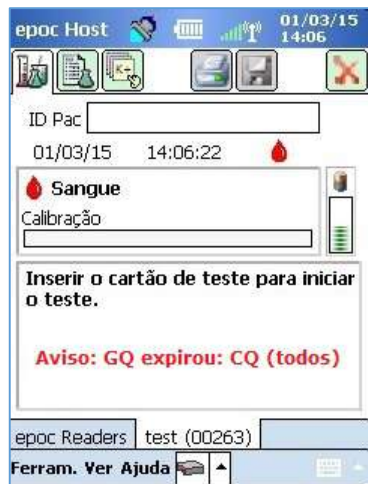 epoc Host 01/03/15
14:06
K+
ID Pac
01/03/15 14:06:22
Sangue
Calibração
Inserir o cartão de teste para iniciar
o teste.
Aviso: GQ expirou: CQ (todos)
epoc Readers test (00263)
Ferram. Ver Ajuda